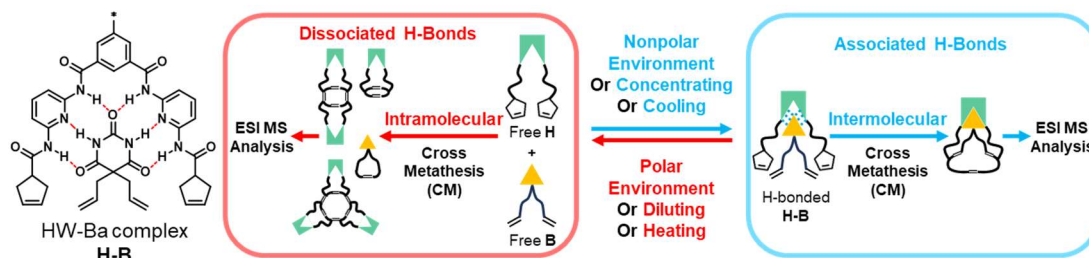 *
O
O
N
H
H
N
O
N
H
N
N
H
N
N
H
O
O
H
N
O
O
HW-Ba complex
H-B
Dissociated H-Bonds
ESI MS
Analysis
Intramolecular
Cross
Metathesis
(CM)
Free H
+
Free B
Nonpolar
Environment
Or Concentrating
Or Cooling
Polar
Environment
Or Diluting
Or Heating
Associated H-Bonds
H-bonded
H-B
Intermolecular
Cross
Metathesis
(CM)
ESI MS
Analysis